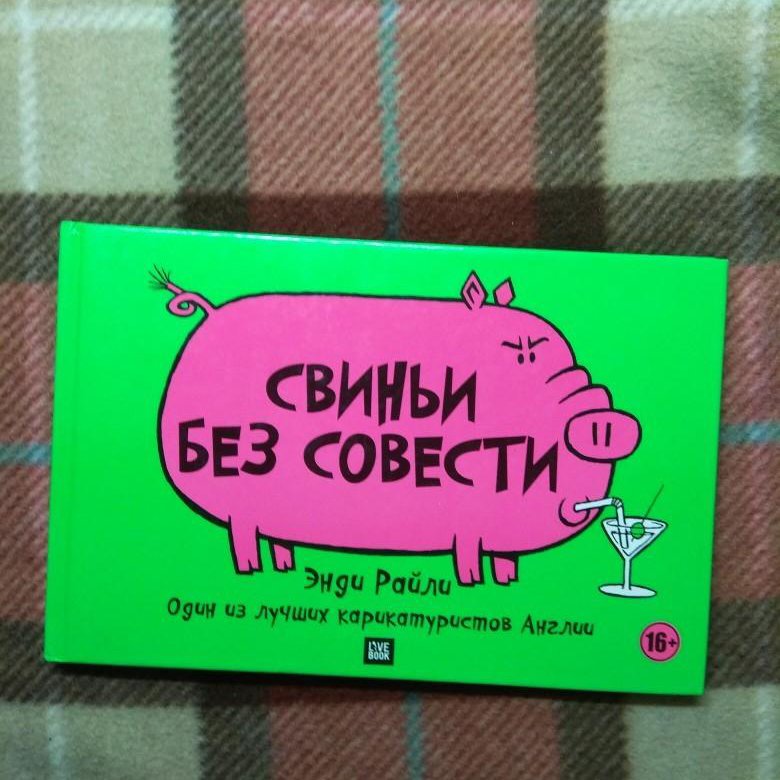 СВИНЬИ
БЕЗ СОВЕСТИ
Энди Райли
Один из лучших карикатуристов Англии
LIVE
BOOK
16+